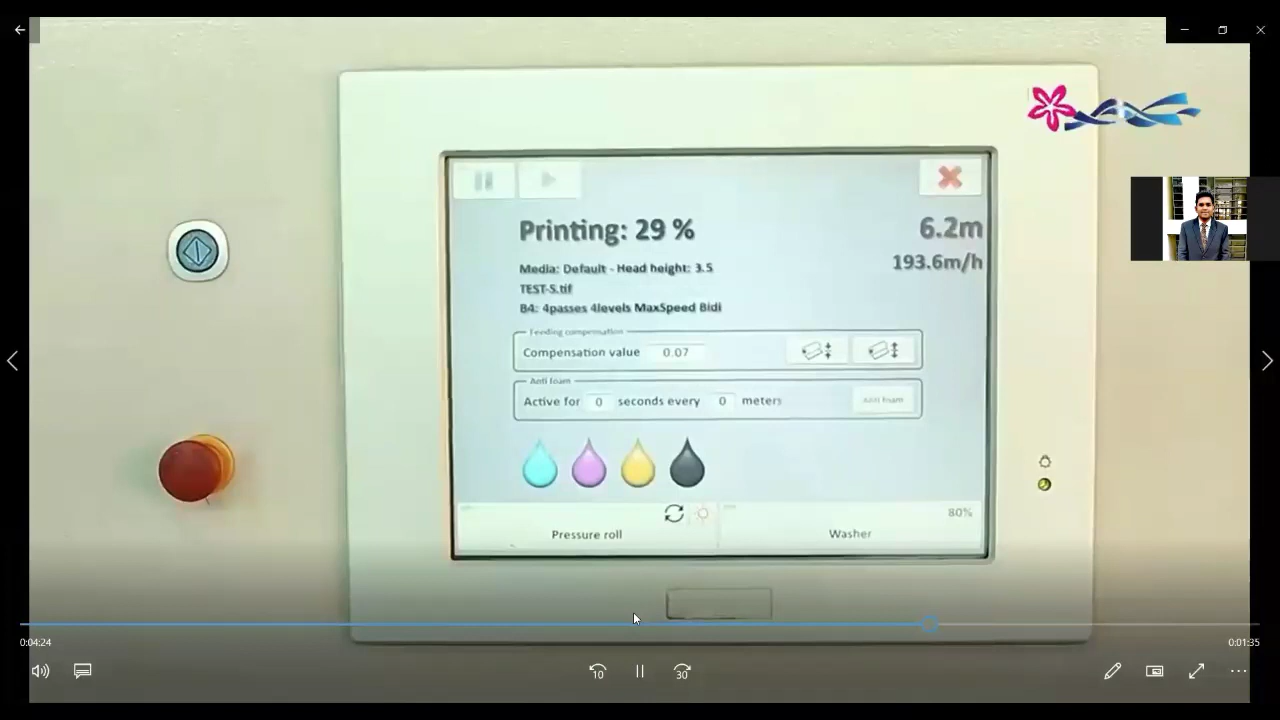 Printing: 29 %
6.2m
193.6m/h
Media: Default - Head height: 3.5
TEST-S.tif
B4: 4passes 4levels MaxSpeed Bidi
Feeding compensation
Compensation value 0.07
Anti foam
Active for 0 seconds every 0 meters
Anti foam
80%
Pressure roll
Washer
0:04:24
0:01:35
10
30